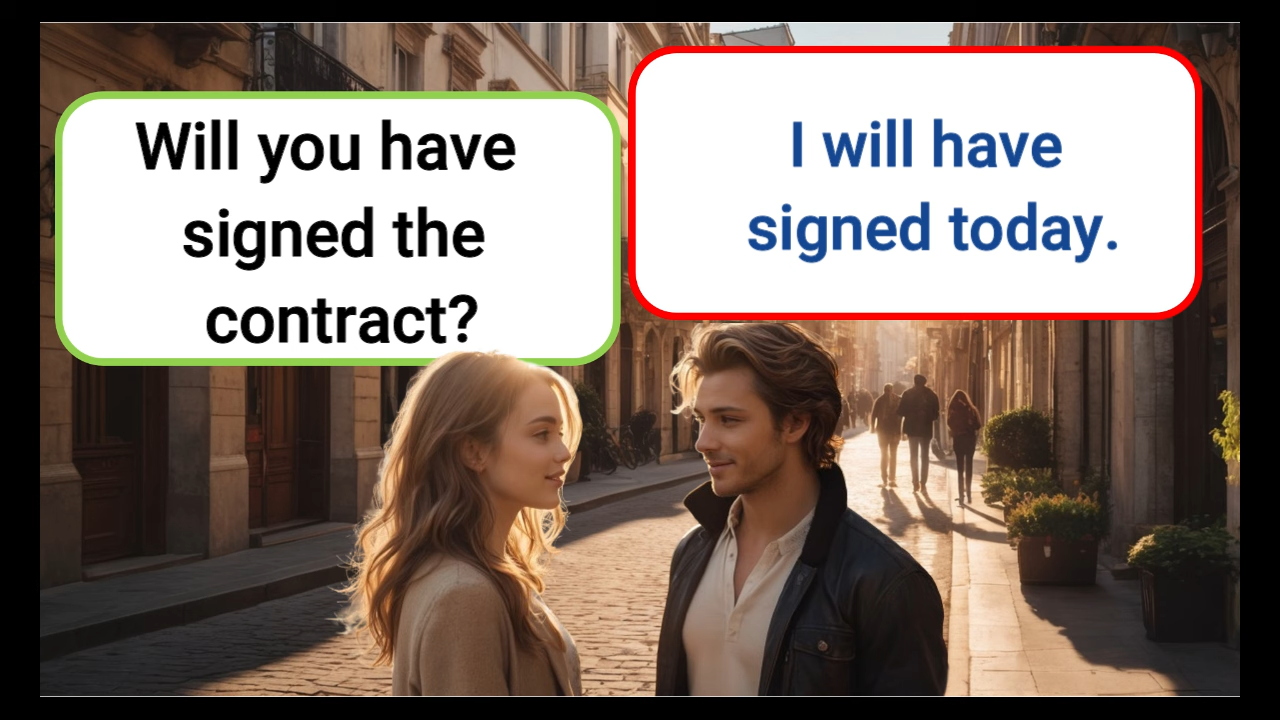 Will you have
signed the
contract?
I will have
signed today.